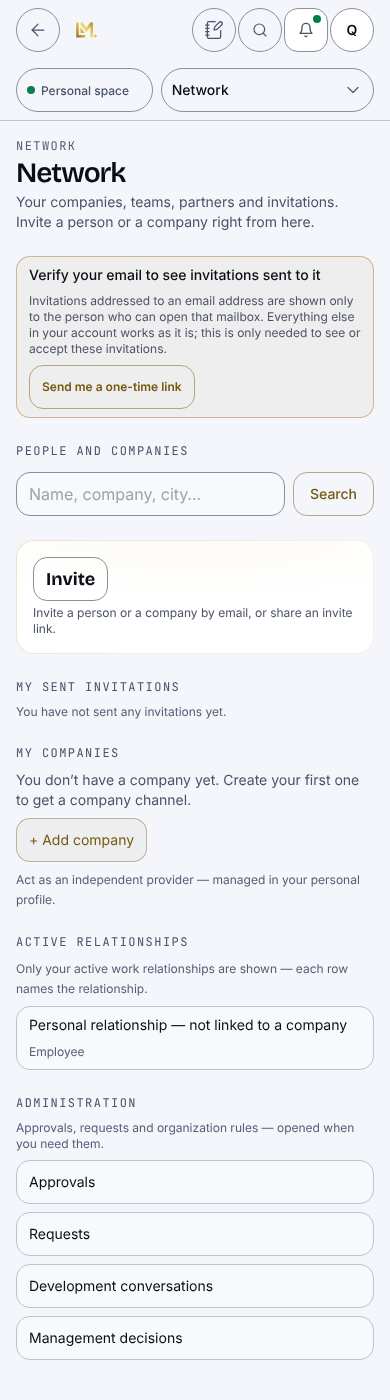 LM
Q
Personal space
Network
NETWORK
Network
Your companies, teams, partners and invitations.
Invite a person or a company right from here.
Verify your email to see invitations sent to it
Invitations addressed to an email address are shown only
to the person who can open that mailbox. Everything else
in your account works as it is; this is only needed to see or
accept these invitations.
Send me a one-time link
PEOPLE AND COMPANIES
Name, company, city...
Search
Invite
Invite a person or a company by email, or share an invite
link.
MY SENT INVITATIONS
You have not sent any invitations yet.
MY COMPANIES
You don’t have a company yet. Create your first one
to get a company channel.
+ Add company
Act as an independent provider — managed in your personal
profile.
ACTIVE RELATIONSHIPS
Only your active work relationships are shown — each row
names the relationship.
Personal relationship — not linked to a company
Employee
ADMINISTRATION
Approvals, requests and organization rules — opened when
you need them.
Approvals
Requests
Development conversations
Management decisions